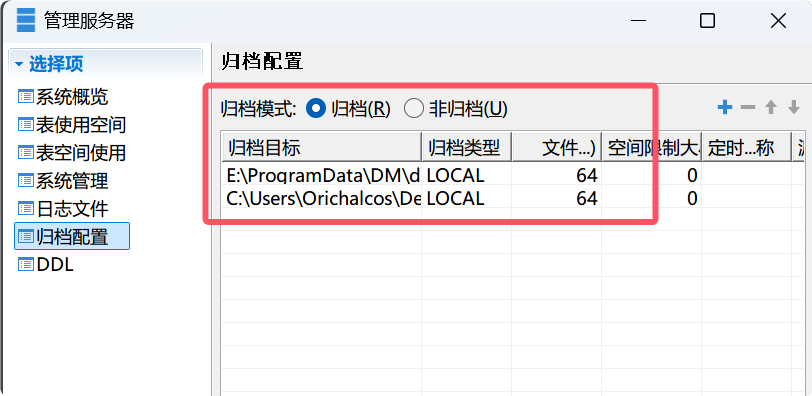 管理服务器
选择项
系统概览
表使用空间
表空间使用
系统管理
日志文件
归档配置
DDL
归档配置
归档模式: 归档(R) 非归档(U)
归档目标 归档类型 文件...) 空间限制大 定时...称
E:\ProgramData\DM\d LOCAL 64 0
C:\Users\Orichalcos\De LOCAL 64 0